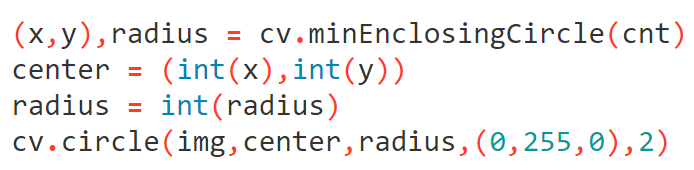 (x,y),radius = cv.minEnclosingCircle(cnt)
center = (int(x),int(y))
radius = int(radius)
cv.circle(img,center,radius,(0,255,0),2)